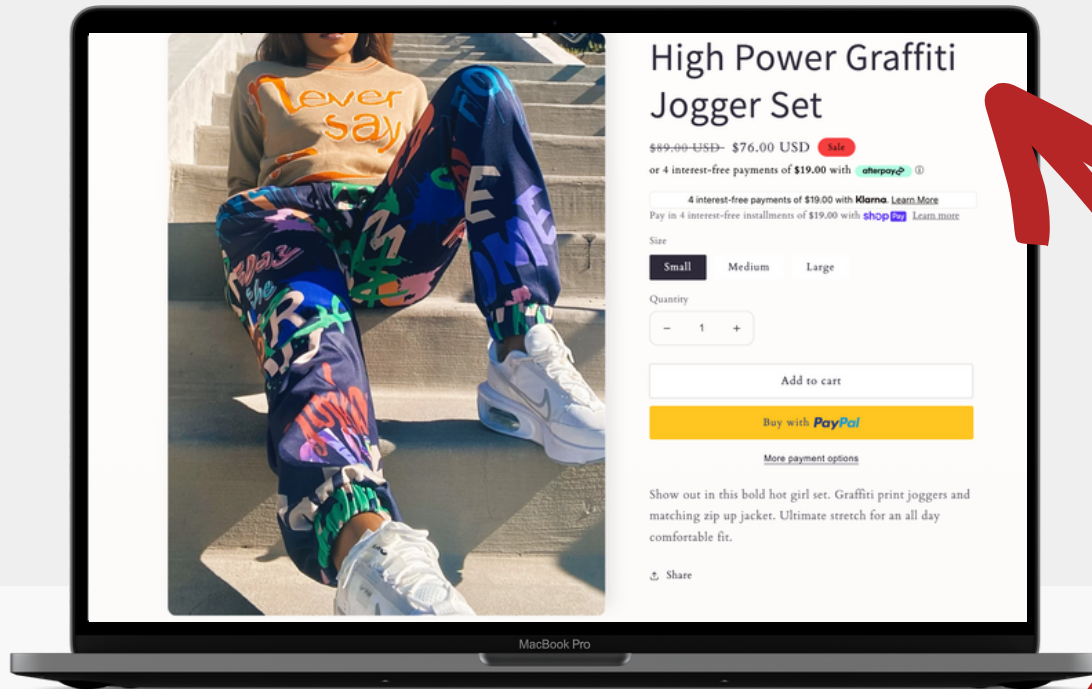 High Power Graffiti
Jogger Set
$89.00 USD $76.00 USD Sale
or 4 interest-free payments of $19.00 with afterpay
4 interest-free payments of $19.00 with Klarna. Learn More
Pay in 4 interest-free installments of $19.00 with shop Pay Learn more
Size
Small Medium Large
Quantity
− 1 +
Add to cart
Buy with PayPal
More payment options
Show out in this bold hot girl set. Graffiti print joggers and
matching zip up jacket. Ultimate stretch for an all day
comfortable fit.
Share
never
say
MacBook Pro